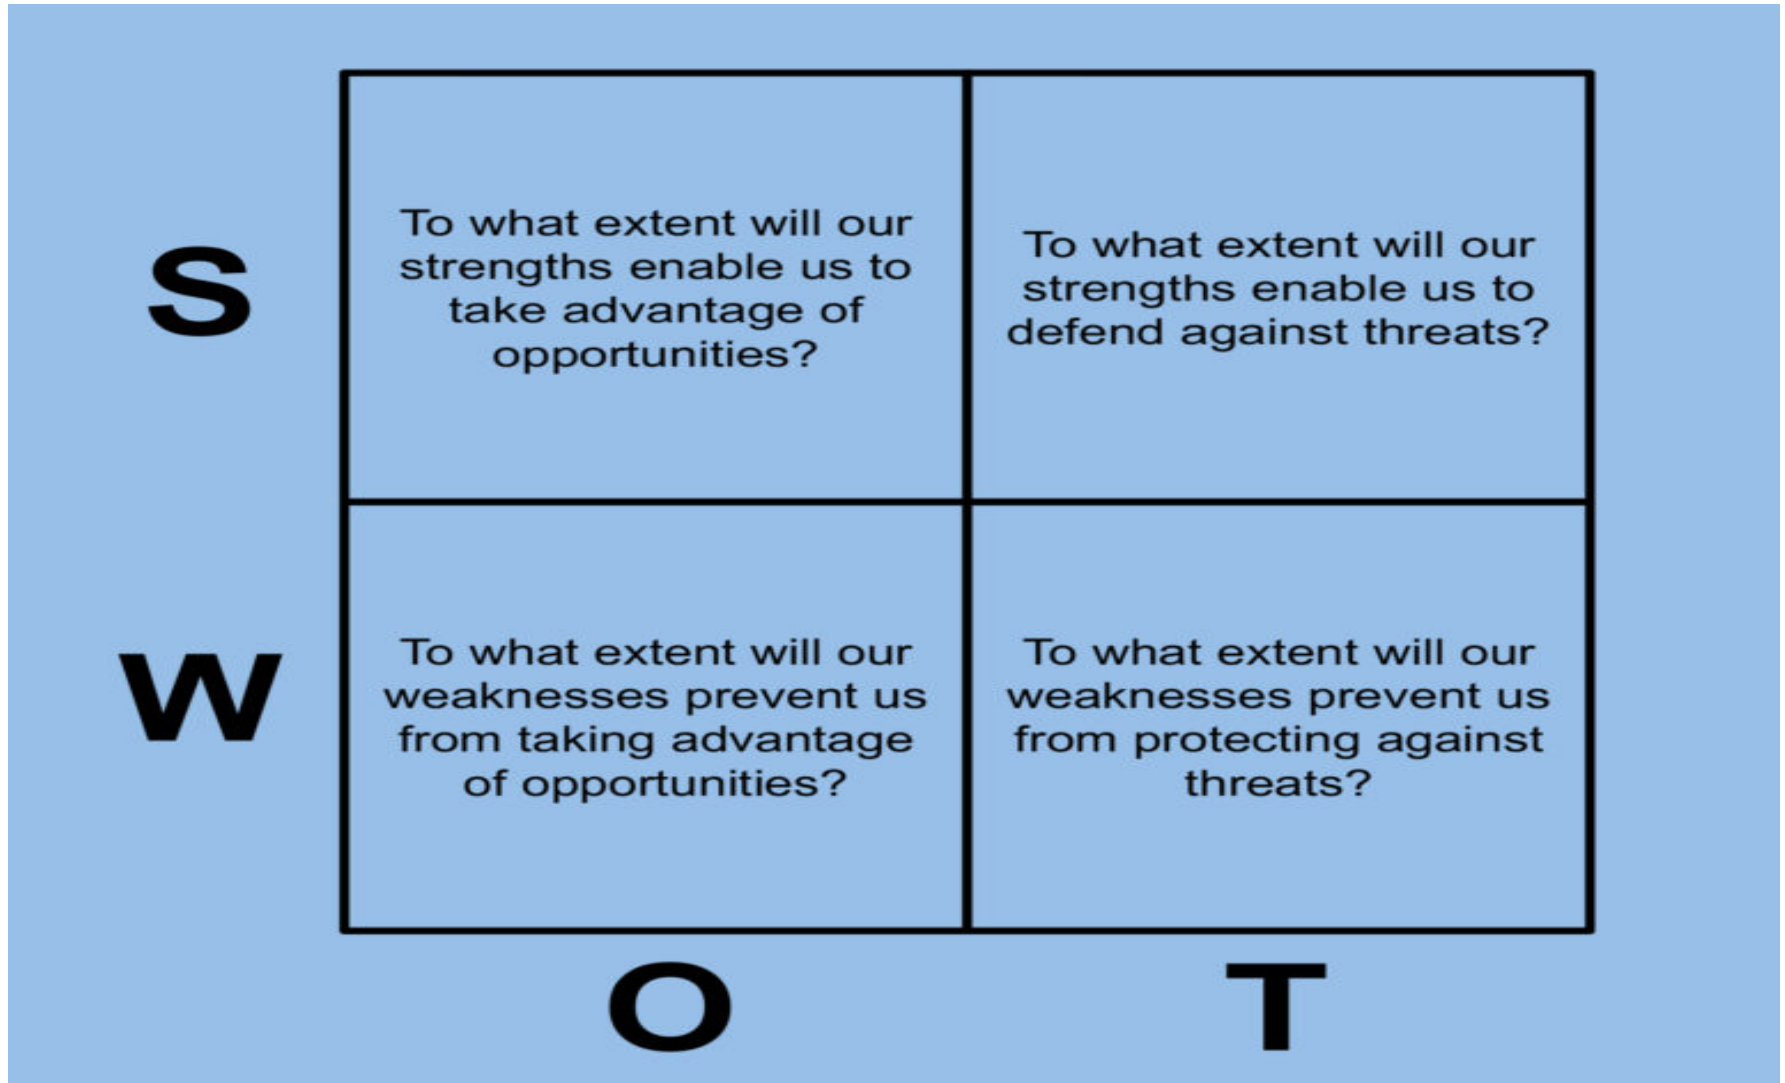 S
To what extent will our
strengths enable us to
take advantage of
opportunities?
To what extent will our
strengths enable us to
defend against threats?
W
To what extent will our
weaknesses prevent us
from taking advantage
of opportunities?
To what extent will our
weaknesses prevent us
from protecting against
threats?
O
T